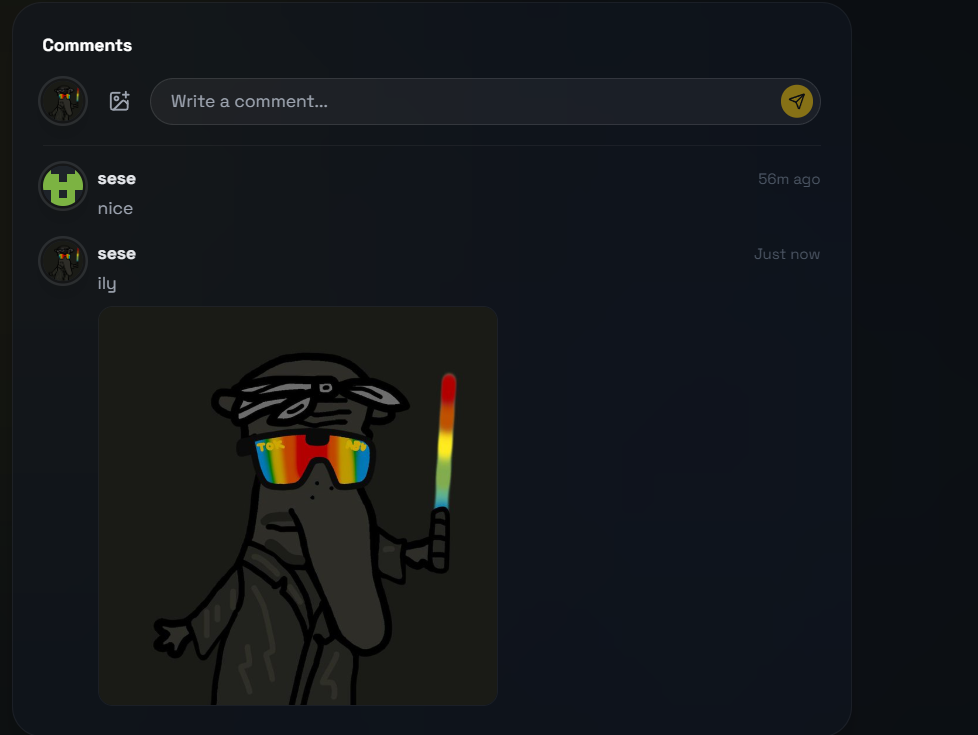 Comments
Write a comment...
sese
56m ago
nice
sese
Just now
ily